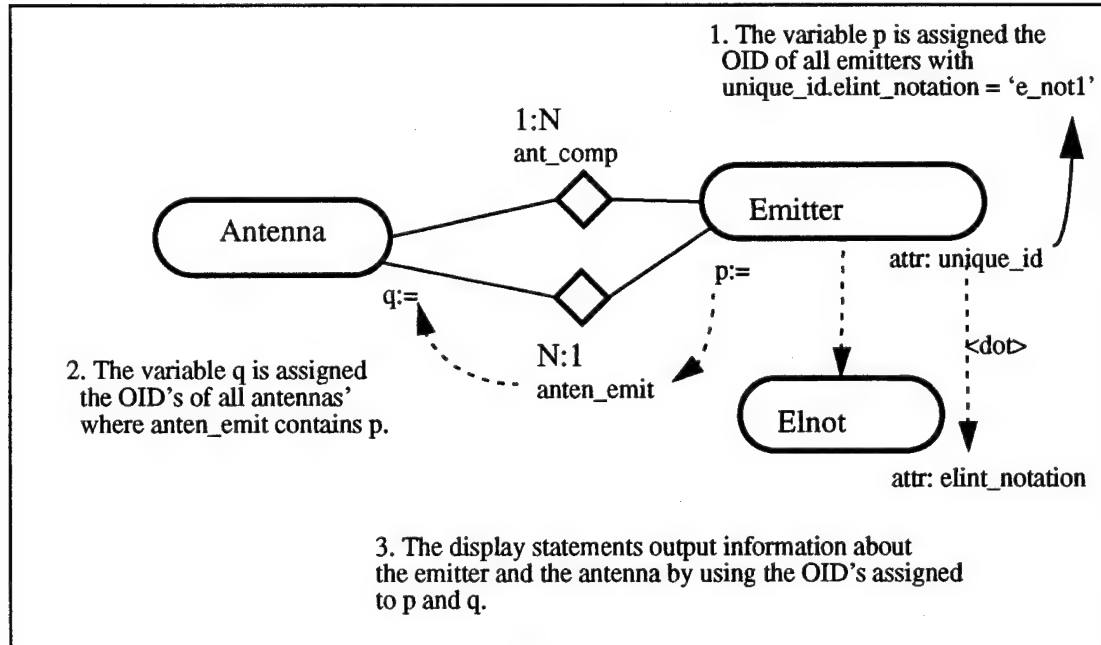 1. The variable p is assigned the
OID of all emitters with
unique_id.elint_notation = ‘e_not1’
1:N
ant_comp
Antenna
Emitter
attr: unique_id
q:=
p:=
N:1
anten_emit
<dot>
2. The variable q is assigned
the OID's of all antennas’
where anten_emit contains p.
Elnot
attr: elint_notation
3. The display statements output information about
the emitter and the antenna by using the OID's assigned
to p and q.